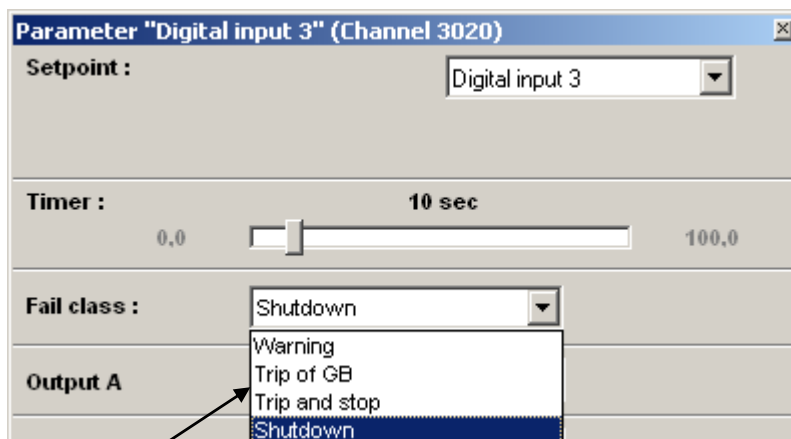 Parameter "Digital input 3" (Channel 3020)
Setpoint :
Digital input 3
Timer :
10 sec
0,0
100,0
Fail class :
Shutdown
Warning
Trip of GB
Output A
Trip and stop
Shutdown